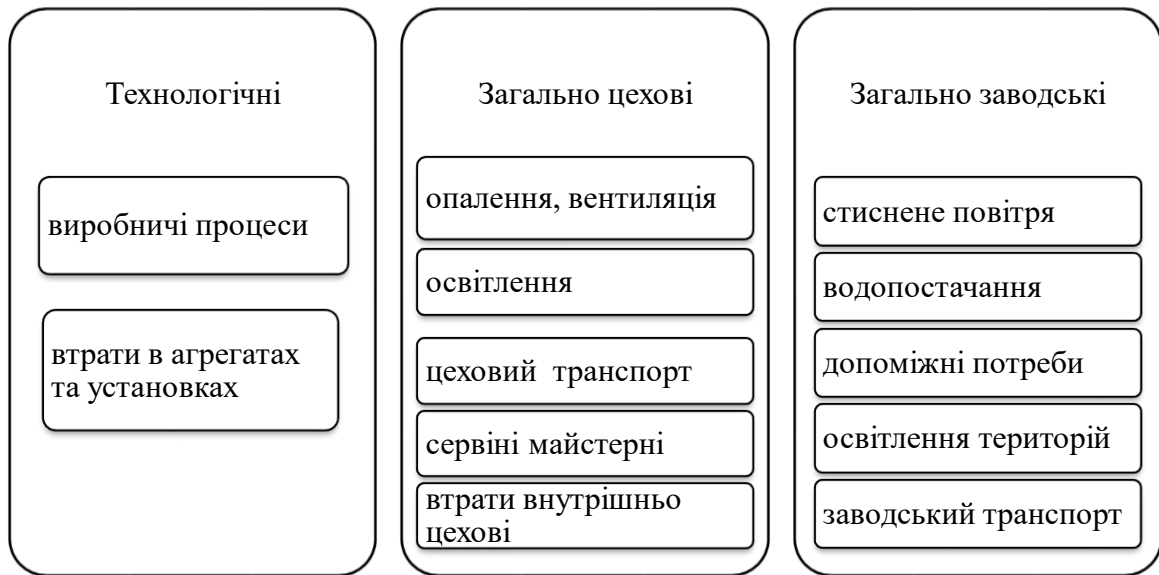 Технологічні
виробничі процеси
втрати в агрегатах
та установках
Загально цехові
опалення, вентиляція
освітлення
цеховий  транспорт
сервіні майстерні
втрати внутрішньо
цехові
Загально заводські
стиснене повітря
водопостачання
допоміжні потреби
освітлення територій
заводський транспорт